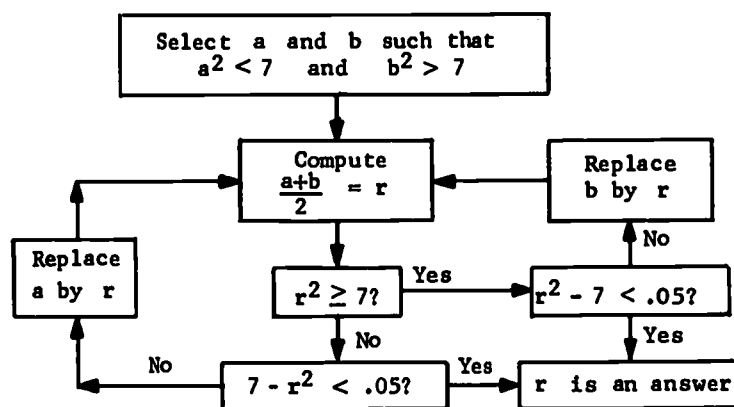 Select a and b such that
a² < 7 and b² > 7
Compute
a+b
2
= r
Replace
b by r
Replace
a by r
r² ≥ 7?
Yes
No
r² - 7 < .05?
No
Yes
7 - r² < .05?
No
Yes
r is an answer